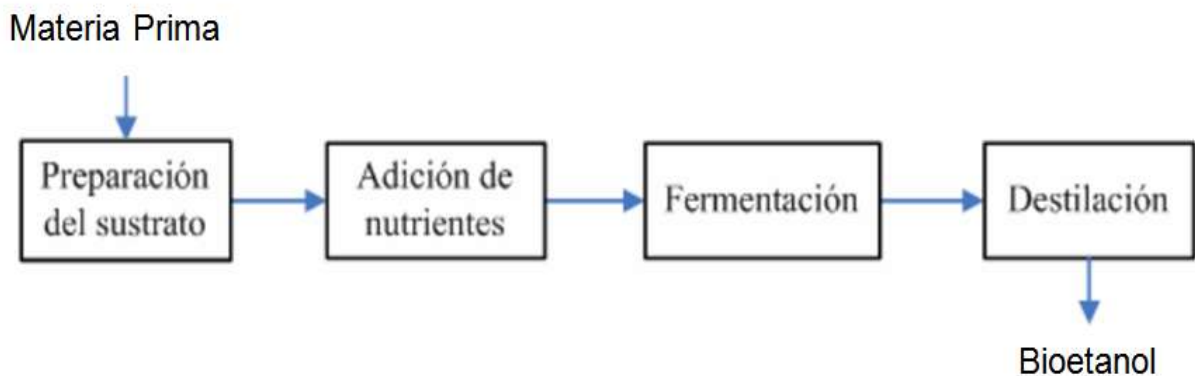 Materia Prima
Preparación
del sustrato
Adición de
nutrientes
Fermentación
Destilación
Bioetanol